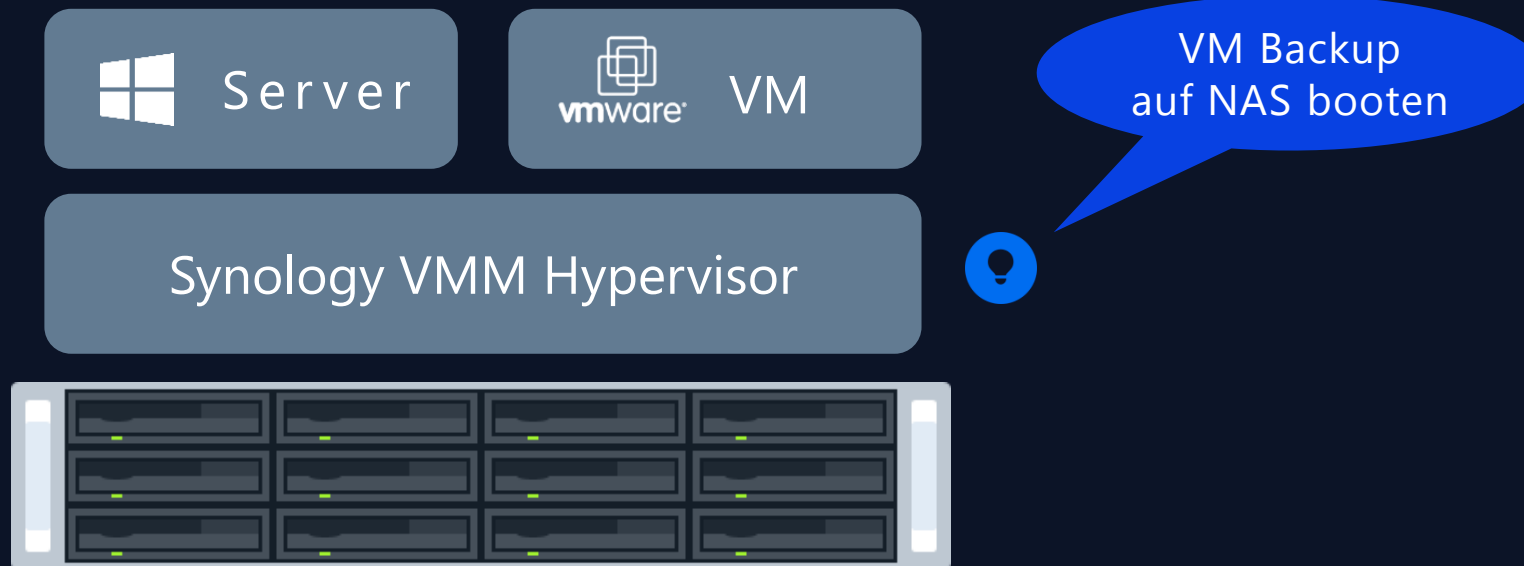 Server
vmware® VM
VM Backup
auf NAS booten
Synology VMM Hypervisor